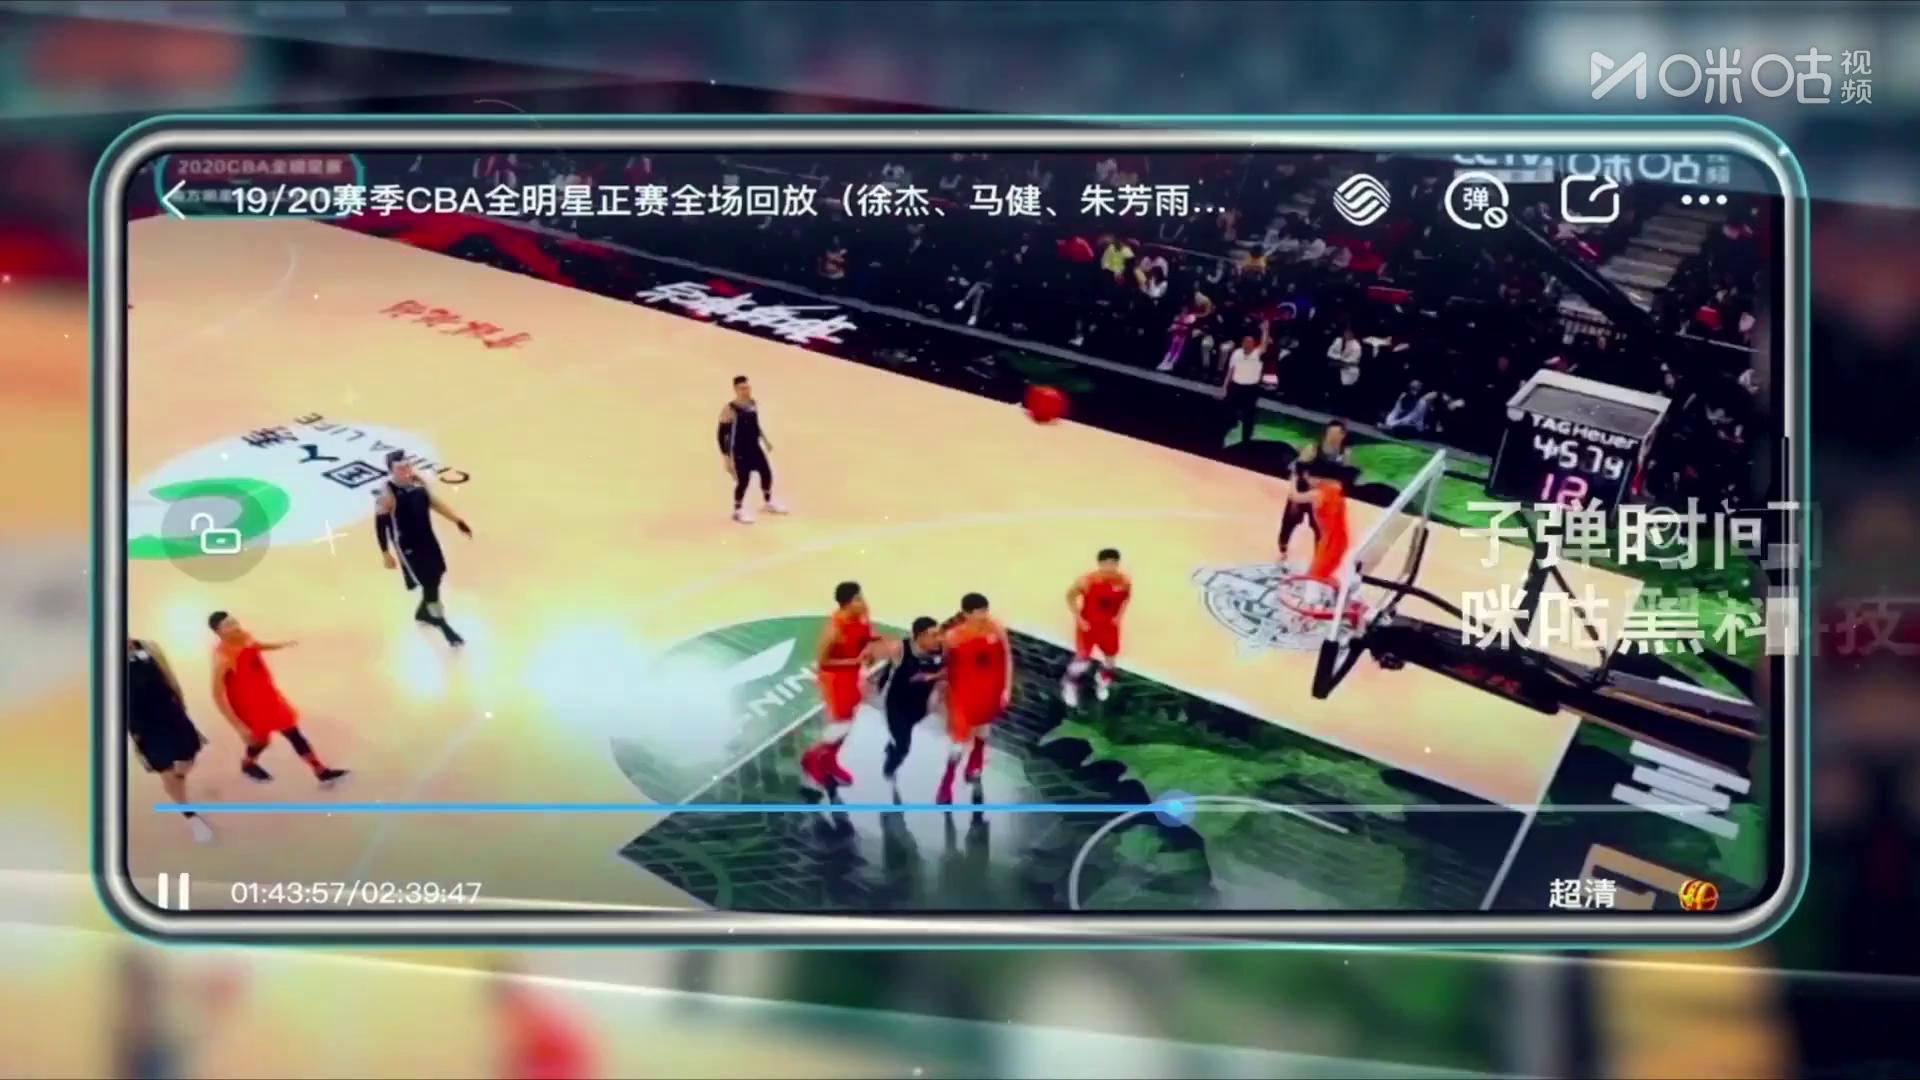 咪咕视频
2020CBA全明星赛
19/20赛季CBA全明星正赛全场回放（徐杰、马健、朱芳雨...
弹
咪咕
CHINA LIFE
TAG Heuer
4579
12
子弹时间
咪咕黑科技
01:43:57/02:39:47
超清